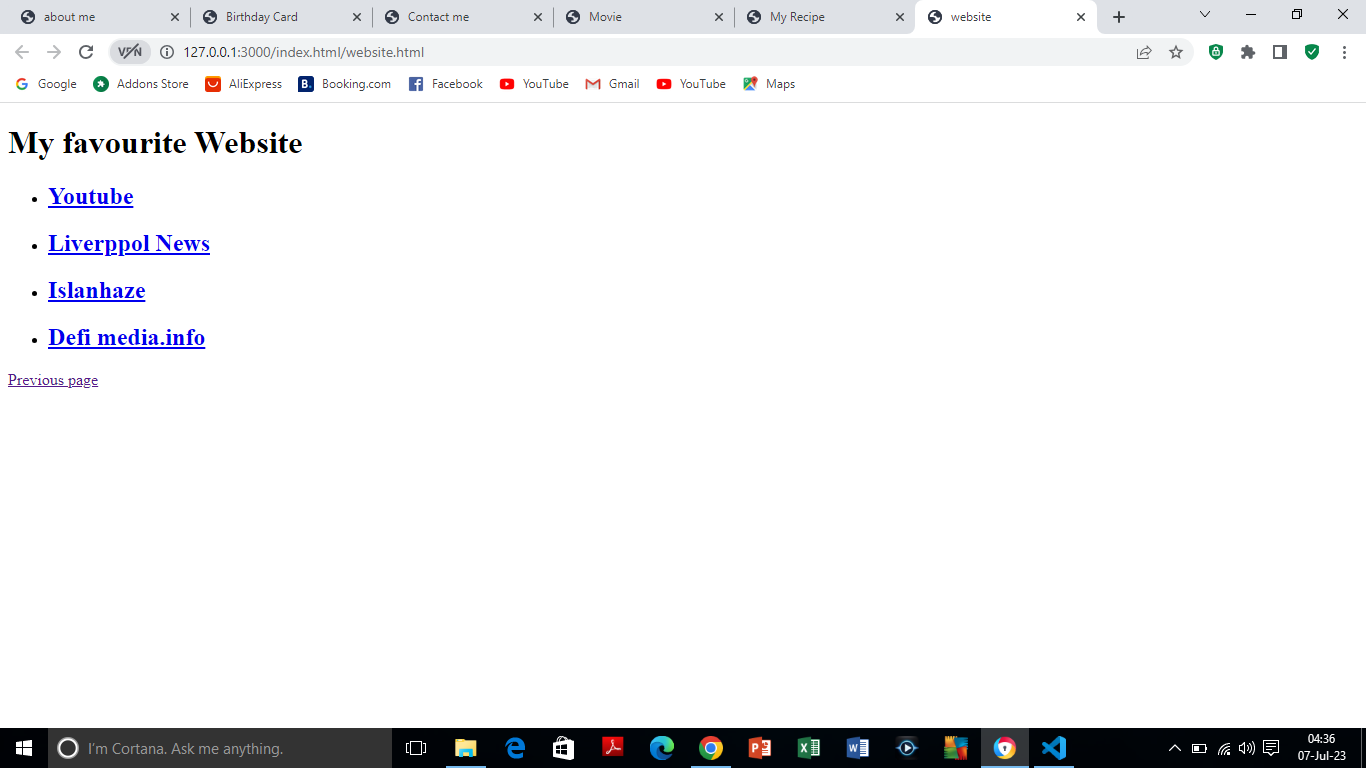 about me
Birthday Card
Contact me
Movie
My Recipe
website
VPN
127.0.0.1:3000/index.html/website.html
Google
Addons Store
AliExpress
B. Booking.com
Facebook
YouTube
Gmail
YouTube
Maps
My favourite Website
Youtube
Liverppol News
Islanhaze
Defi media.info
Previous page
I'm Cortana. Ask me anything.
04:36
07-Jul-23